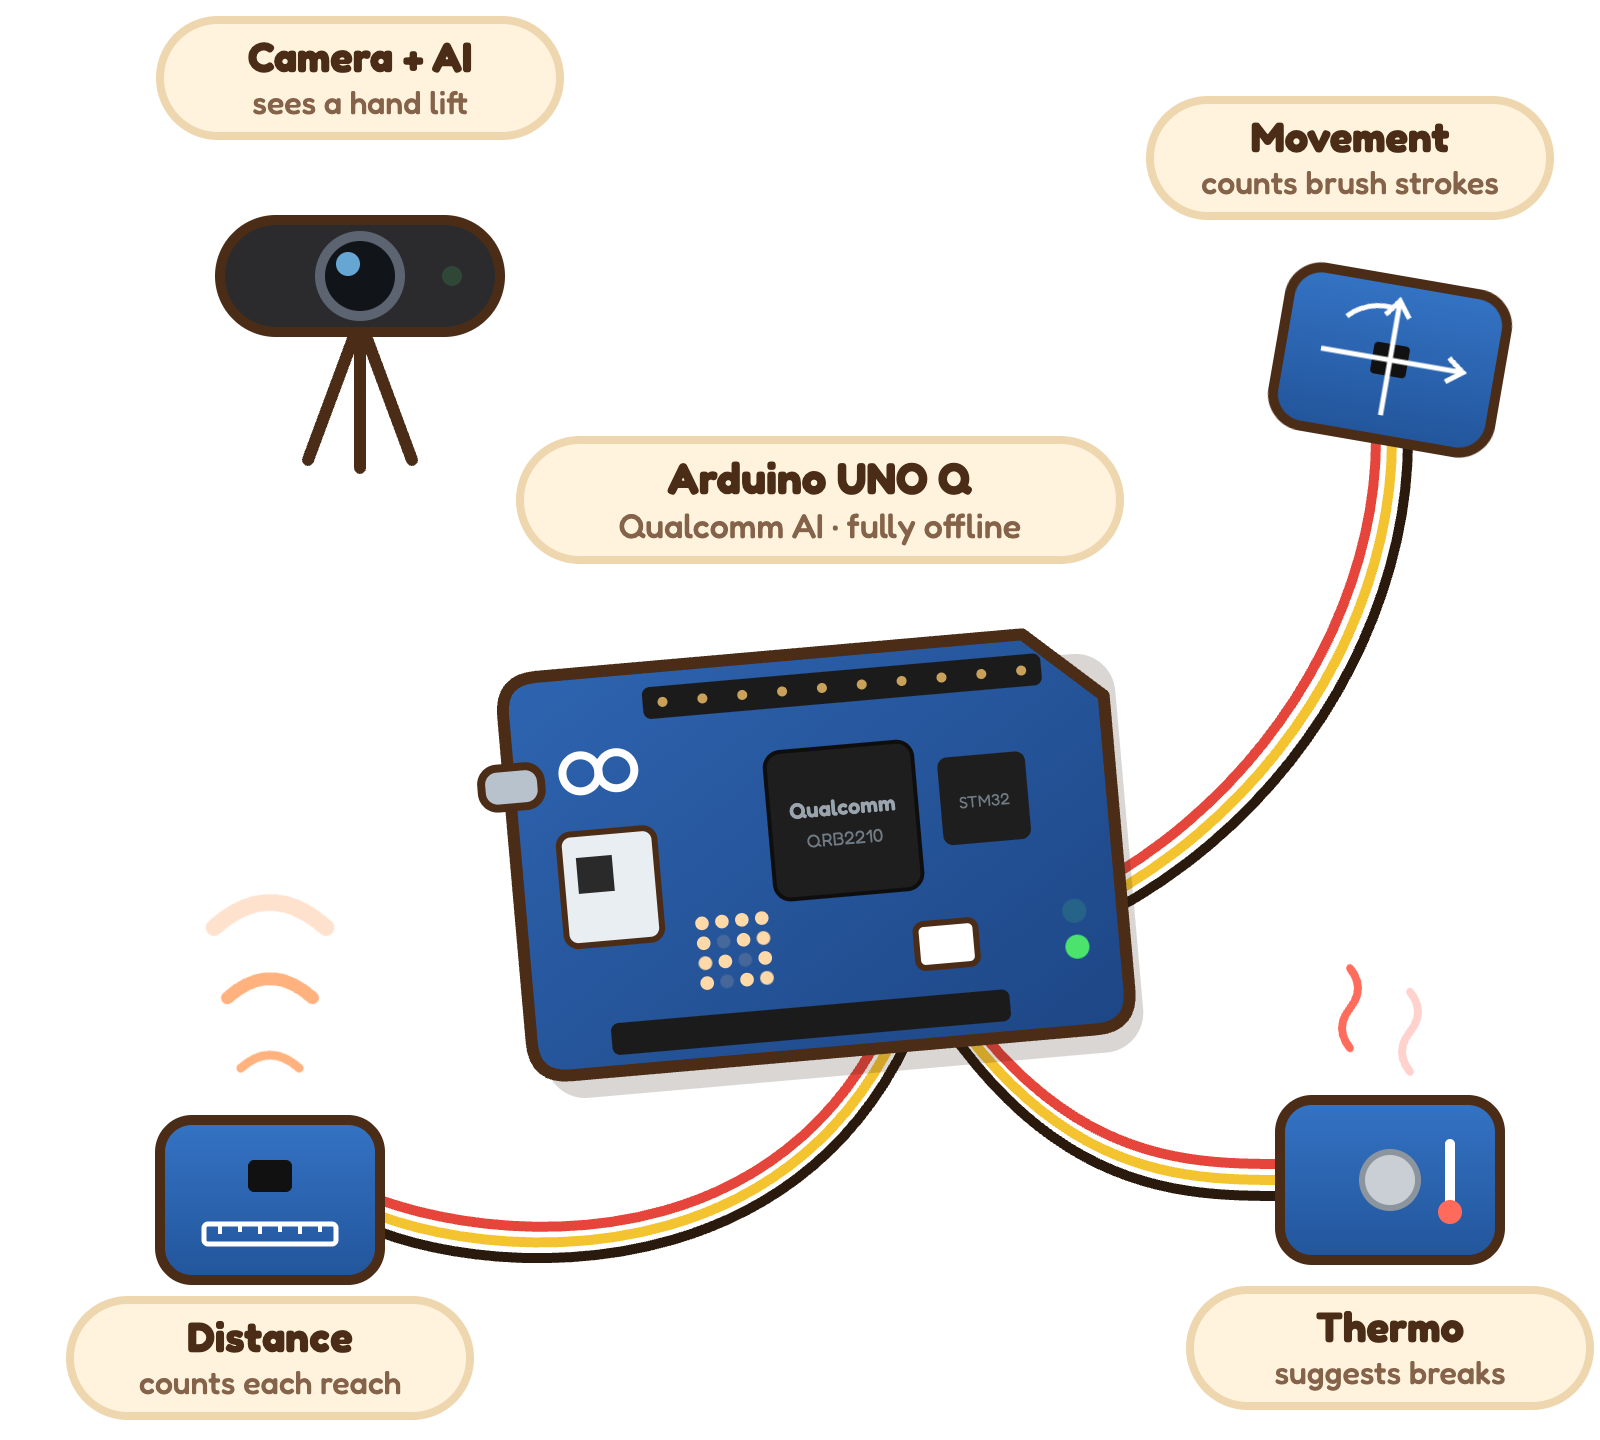 Camera + AI
sees a hand lift
Movement
counts brush strokes
Arduino UNO Q
Qualcomm AI · fully offline
Qualcomm
QRB2210
STM32
Distance
counts each reach
Thermo
suggests breaks